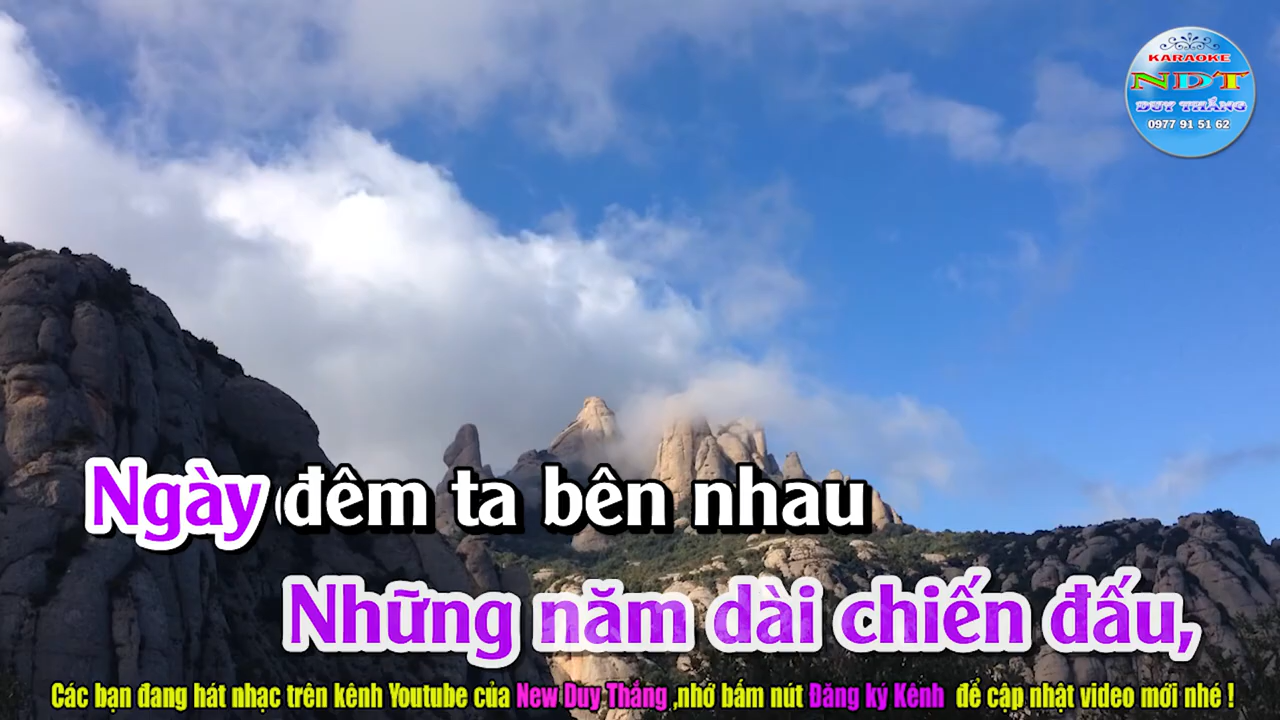 KARAOKE
NDT
DUY THẮNG
0977 91 51 62
Ngày đêm ta bên nhau
Những năm dài chiến đấu,
Các bạn đang hát nhạc trên kênh Youtube của New Duy Thắng ,nhớ bấm nút Đăng ký Kênh để cập nhật video mới nhé !